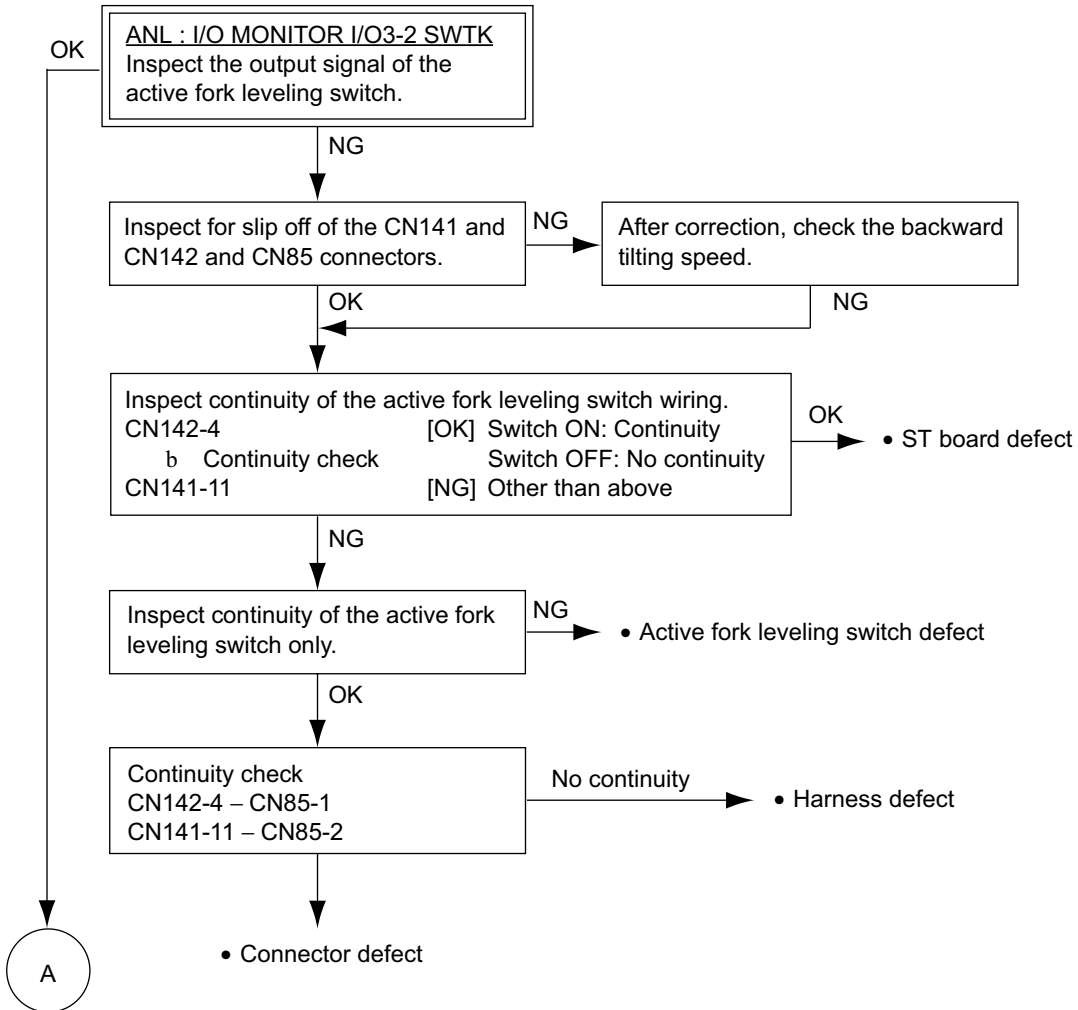 OK
ANL : I/O MONITOR I/O3-2 SWTK
Inspect the output signal of the
active fork leveling switch.
NG
Inspect for slip off of the CN141 and
CN142 and CN85 connectors.
NG
After correction, check the backward
tilting speed.
OK
NG
Inspect continuity of the active fork leveling switch wiring.
CN142-4 [OK] Switch ON: Continuity
b Continuity check Switch OFF: No continuity
CN141-11 [NG] Other than above
OK
• ST board defect
NG
Inspect continuity of the active fork
leveling switch only.
NG
• Active fork leveling switch defect
OK
Continuity check
CN142-4 – CN85-1
CN141-11 – CN85-2
No continuity
• Harness defect
• Connector defect
A